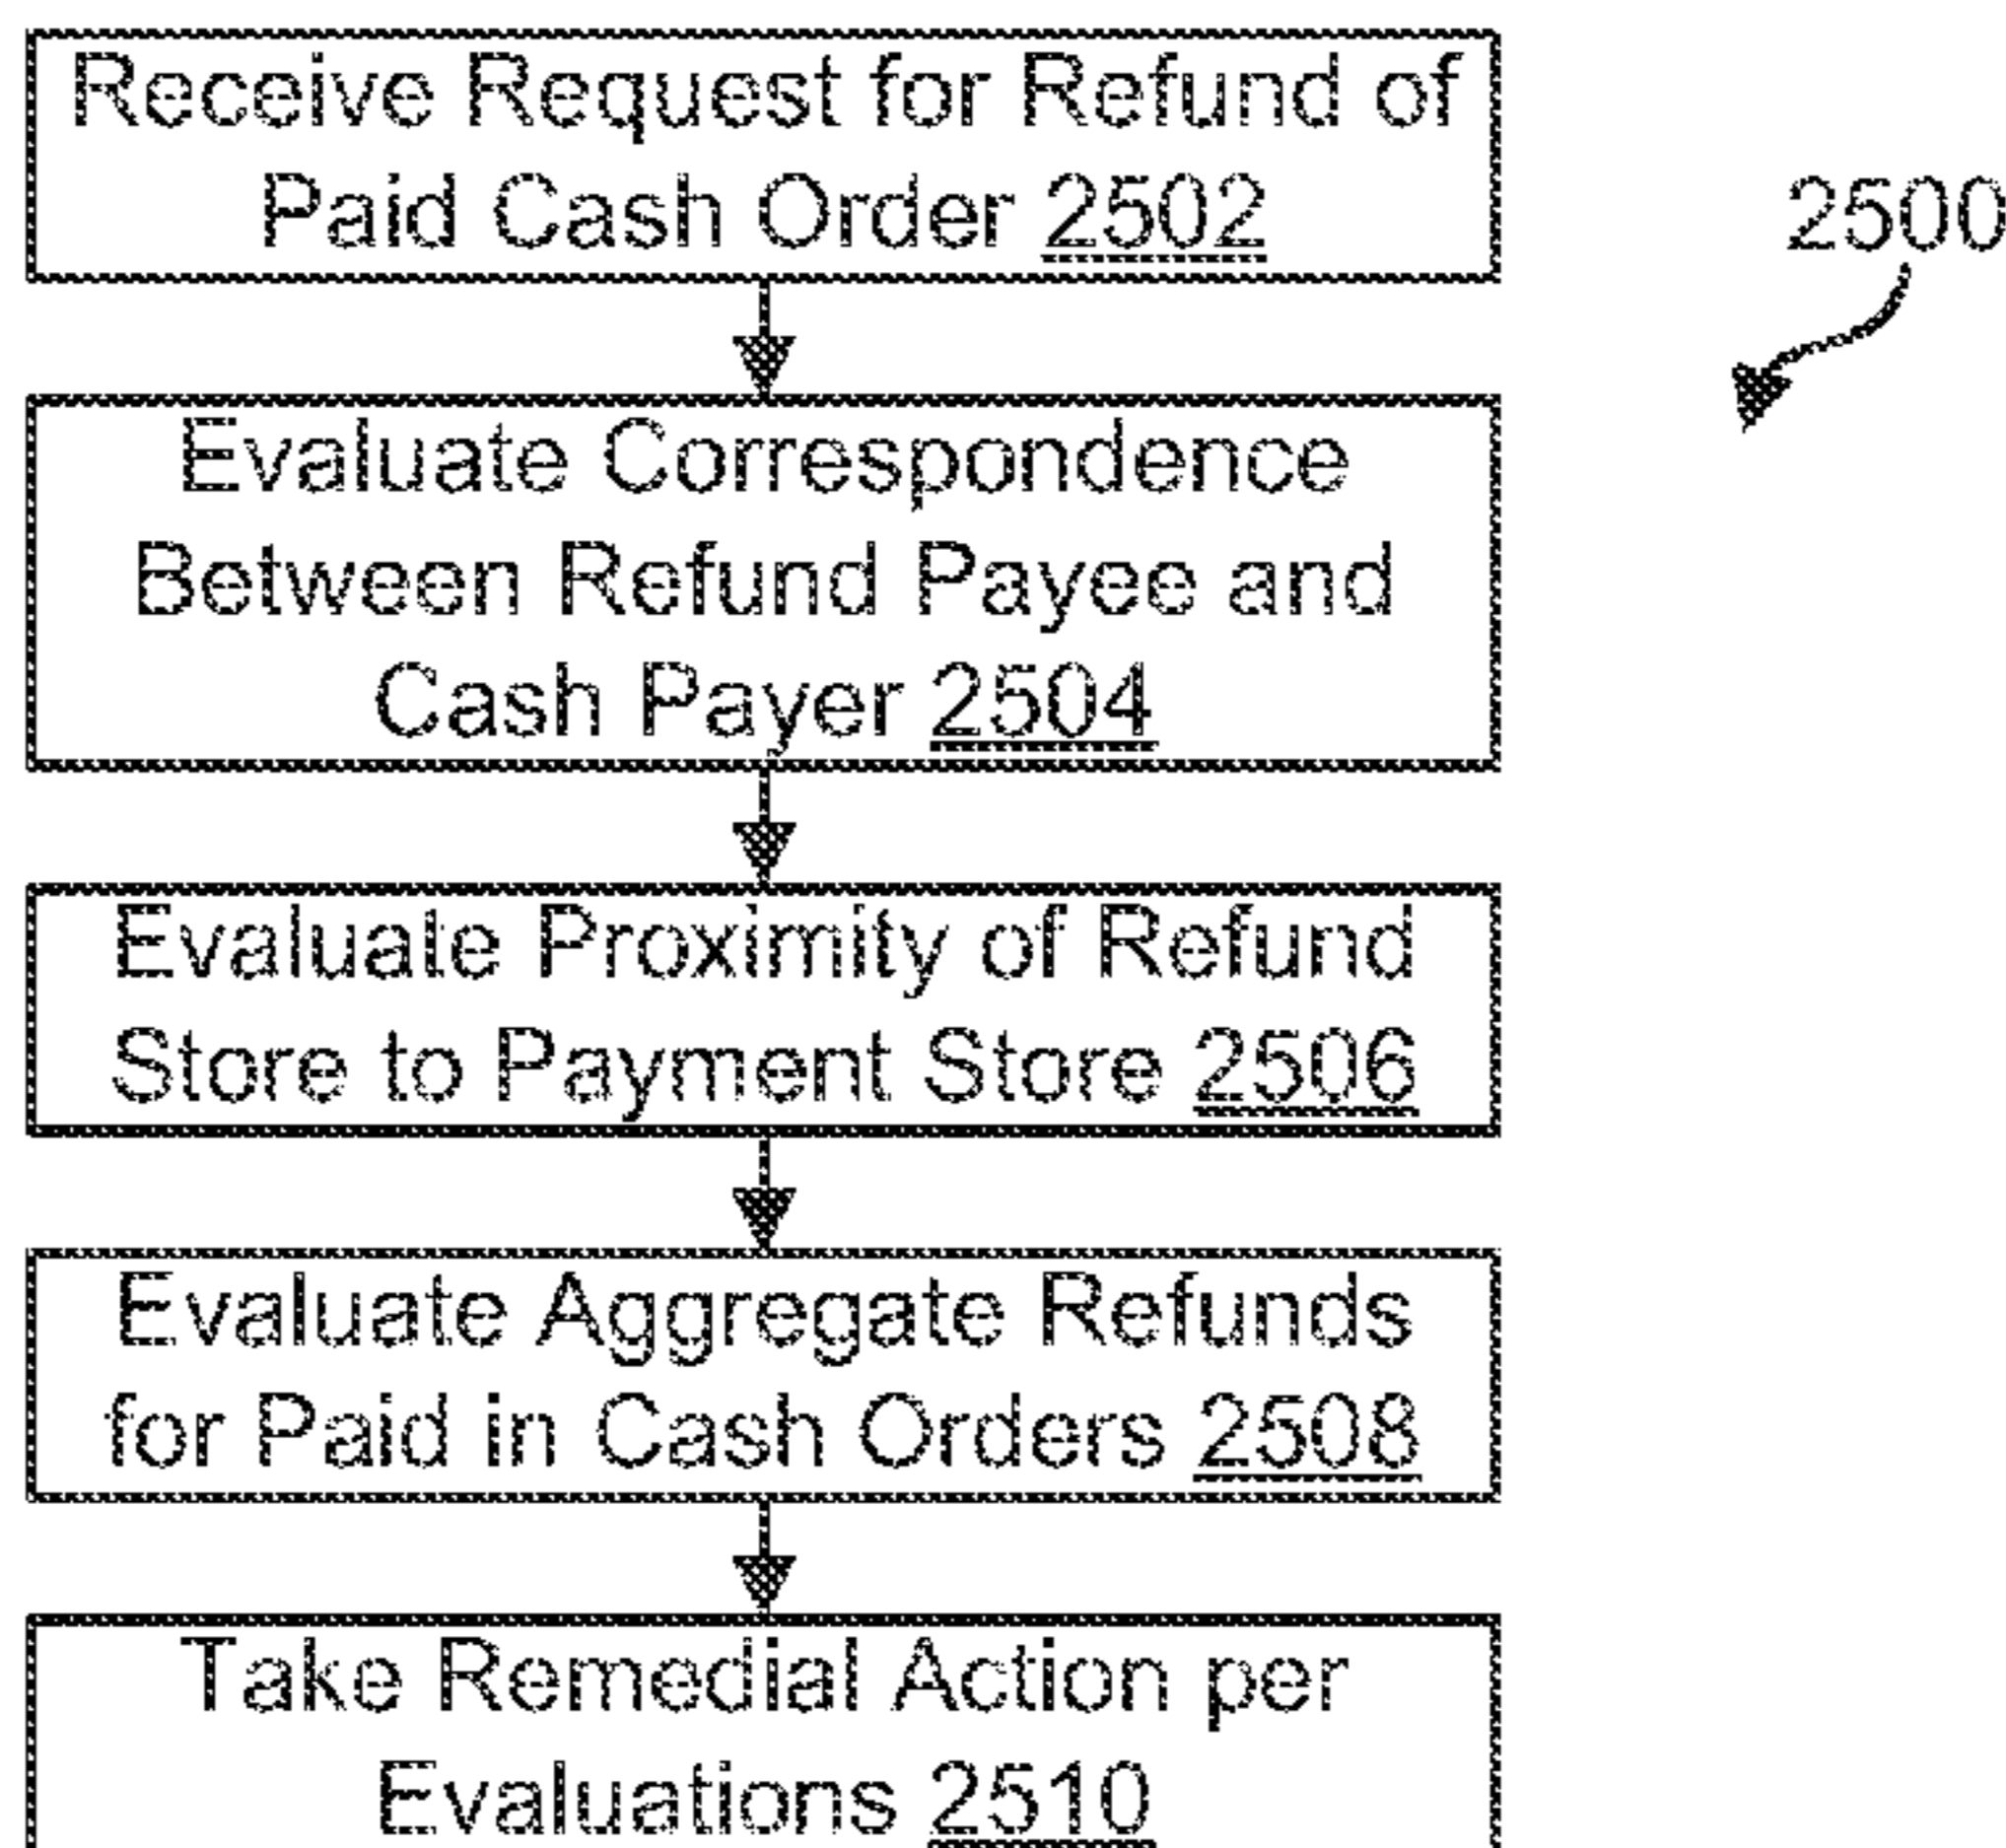 Receive Request for Refund of
Paid Cash Order 2502
2500
Evaluate Correspondence
Between Refund Payee and
Cash Payer 2504
Evaluate Proximity of Refund
Store to Payment Store 2506
Evaluate Aggregate Refunds
for Paid in Cash Orders 2508
Take Remedial Action per
Evaluations 2510